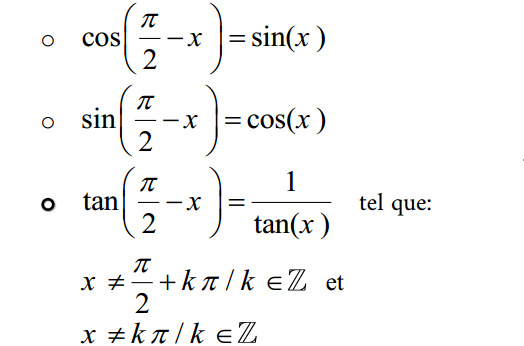 ○ cos(π/2 − x) = sin(x)
○ sin(π/2 − x) = cos(x)
○ tan(π/2 − x) = 1/tan(x) tel que:
x ≠ π/2 + kπ / k ∈ ℤ et
x ≠ kπ / k ∈ ℤ